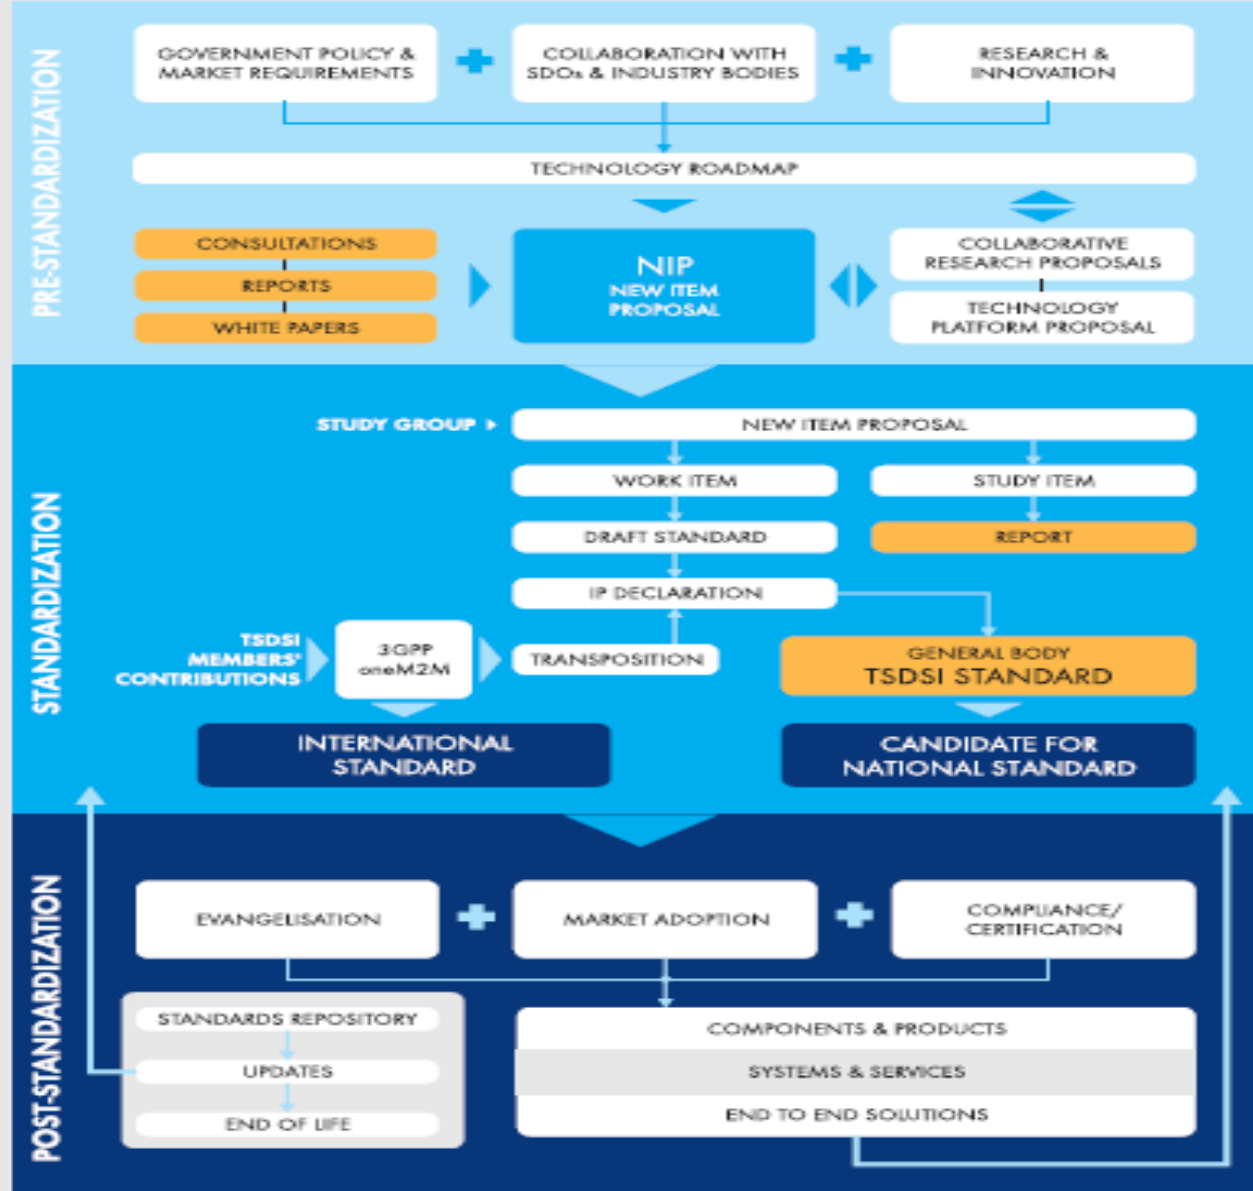 PRE-STANDARDIZATION
GOVERNMENT POLICY &
MARKET REQUIREMENTS
COLLABORATION WITH
SDOs & INDUSTRY BODIES
RESEARCH &
INNOVATION
TECHNOLOGY ROADMAP
CONSULTATIONS
REPORTS
WHITE PAPERS
NIP
NEW ITEM
PROPOSAL
COLLABORATIVE
RESEARCH PROPOSALS
TECHNOLOGY
PLATFORM PROPOSAL
STANDARDIZATION
STUDY GROUP
NEW ITEM PROPOSAL
WORK ITEM
STUDY ITEM
DRAFT STANDARD
REPORT
IP DECLARATION
TSDSI
MEMBERS'
CONTRIBUTIONS
3GPP
oneM2M
TRANSPOSITION
GENERAL BODY
TSDSI STANDARD
INTERNATIONAL
STANDARD
CANDIDATE FOR
NATIONAL STANDARD
POST-STANDARDIZATION
EVANGELISATION
MARKET ADOPTION
COMPLIANCE/
CERTIFICATION
STANDARDS REPOSITORY
UPDATES
END OF LIFE
COMPONENTS & PRODUCTS
SYSTEMS & SERVICES
END TO END SOLUTIONS